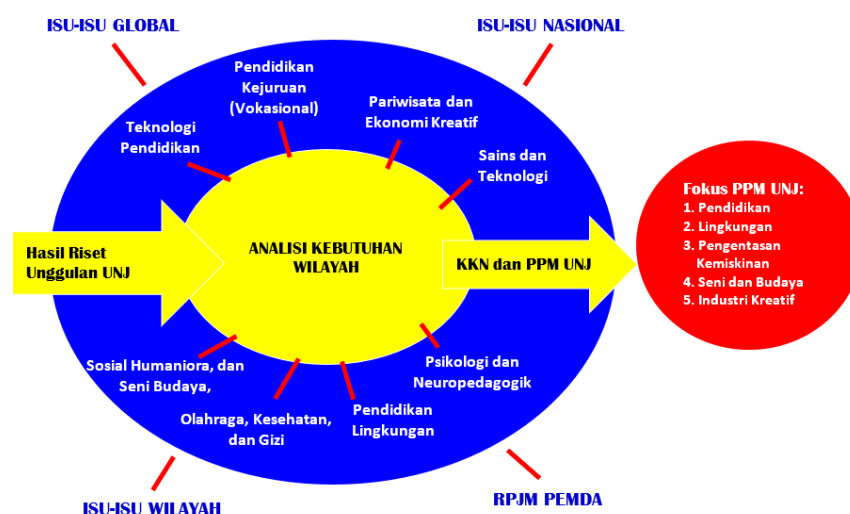 ISU-ISU GLOBAL
ISU-ISU NASIONAL
Pendidikan
Kejuruan
(Vokasional)
Pariwisata dan
Ekonomi Kreatif
Teknologi
Pendidikan
Sains dan
Teknologi
Hasil Riset
Unggulan UNJ
ANALISI KEBUTUHAN
WILAYAH
KKN dan PPM UNJ
Fokus PPM UNJ:
1. Pendidikan
2. Lingkungan
3. Pengentasan
Kemiskinan
4. Seni dan Budaya
5. Industri Kreatif
Sosial Humaniora, dan
Seni Budaya,
Olahraga, Kesehatan,
dan Gizi
Pendidikan
Lingkungan
Psikologi dan
Neuropedagogik
ISU-ISU WILAYAH
RPJM PEMDA